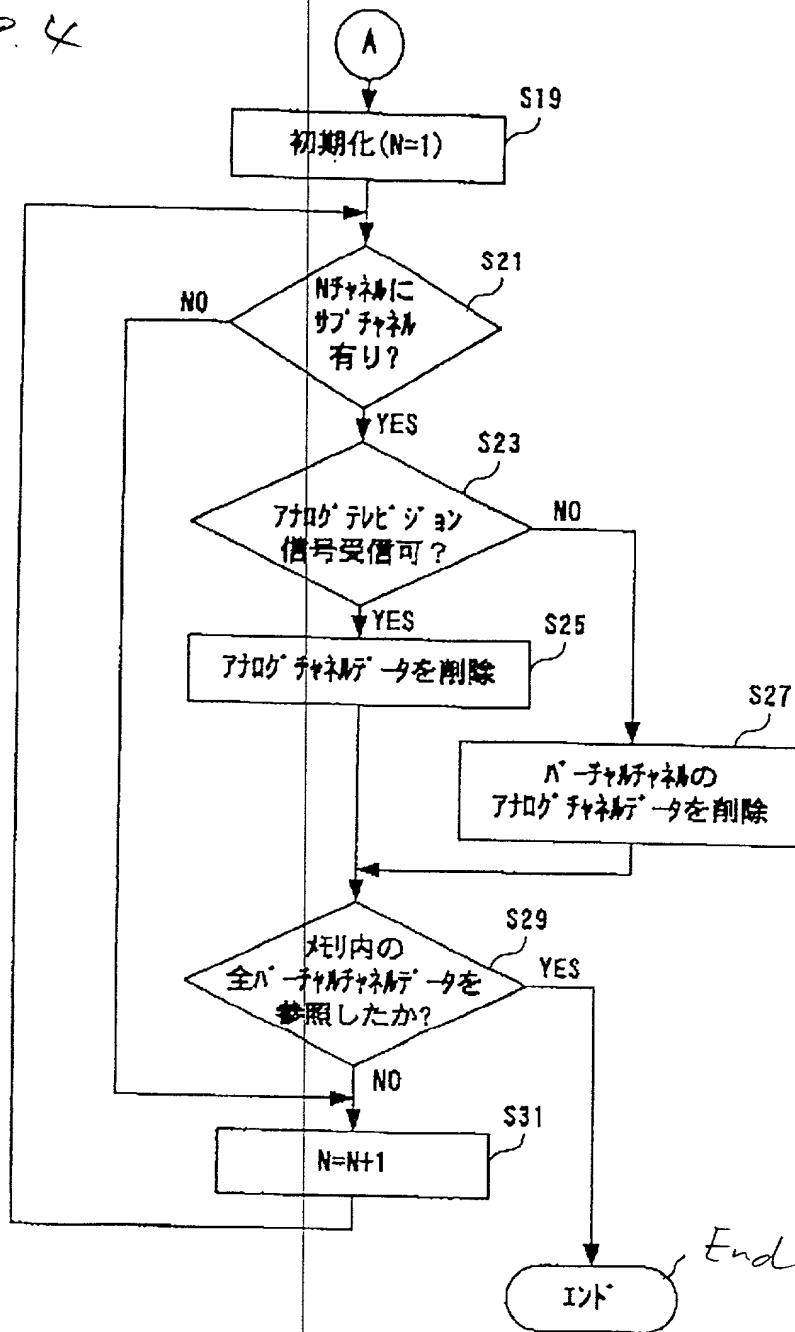 P. 4
A
S19
初期化(N=1)
S21
Nチャネルに
サブチャネル
有り?
NO
YES
S23
アナログテレビジョン
信号受信可?
NO
YES
S25
アナログチャネルデータを削除
S27
バーチャルチャネルの
アナログチャネルデータを削除
S29
メモリ内の
全バーチャルチャネルデータを
参照したか?
YES
NO
S31
N=N+1
End
エンド